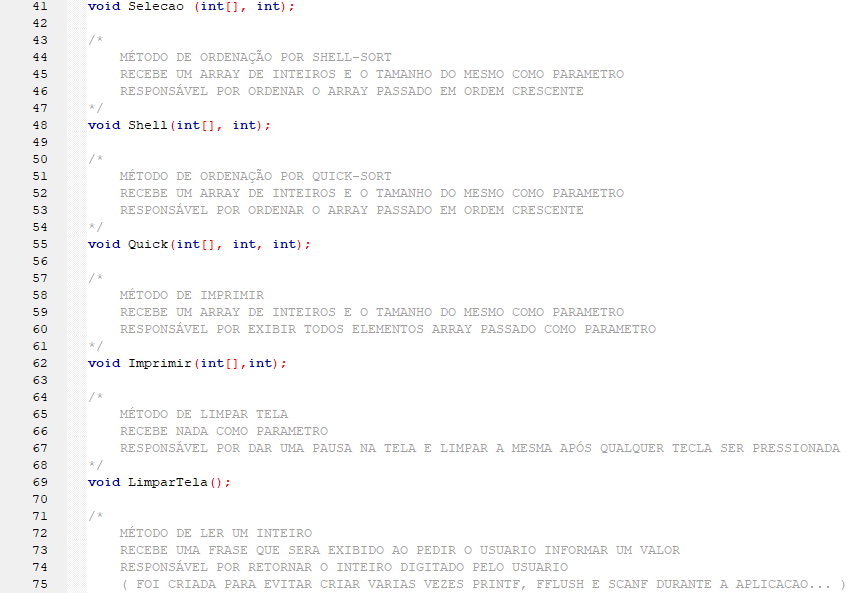 41 void Selecao (int[], int);
42
43 /*
44 MÉTODO DE ORDENAÇÃO POR SHELL-SORT
45 RECEBE UM ARRAY DE INTEIROS E O TAMANHO DO MESMO COMO PARAMETRO
46 RESPONSÁVEL POR ORDENAR O ARRAY PASSADO EM ORDEM CRESCENTE
47 */
48 void Shell(int[], int);
49
50 /*
51 MÉTODO DE ORDENAÇÃO POR QUICK-SORT
52 RECEBE UM ARRAY DE INTEIROS E O TAMANHO DO MESMO COMO PARAMETRO
53 RESPONSÁVEL POR ORDENAR O ARRAY PASSADO EM ORDEM CRESCENTE
54 */
55 void Quick(int[], int, int);
56
57 /*
58 MÉTODO DE IMPRIMIR
59 RECEBE UM ARRAY DE INTEIROS E O TAMANHO DO MESMO COMO PARAMETRO
60 RESPONSÁVEL POR EXIBIR TODOS ELEMENTOS ARRAY PASSADO COMO PARAMETRO
61 */
62 void Imprimir(int[],int);
63
64 /*
65 MÉTODO DE LIMPAR TELA
66 RECEBE NADA COMO PARAMETRO
67 RESPONSÁVEL POR DAR UMA PAUSA NA TELA E LIMPAR A MESMA APÓS QUALQUER TECLA SER PRESSIONADA
68 */
69 void LimparTela();
70
71 /*
72 MÉTODO DE LER UM INTEIRO
73 RECEBE UMA FRASE QUE SERA EXIBIDO AO PEDIR O USUARIO INFORMAR UM VALOR
74 RESPONSÁVEL POR RETORNAR O INTEIRO DIGITADO PELO USUARIO
75 ( FOI CRIADA PARA EVITAR CRIAR VARIAS VEZES PRINTF, FFLUSH E SCANF DURANTE A APLICACAO... )